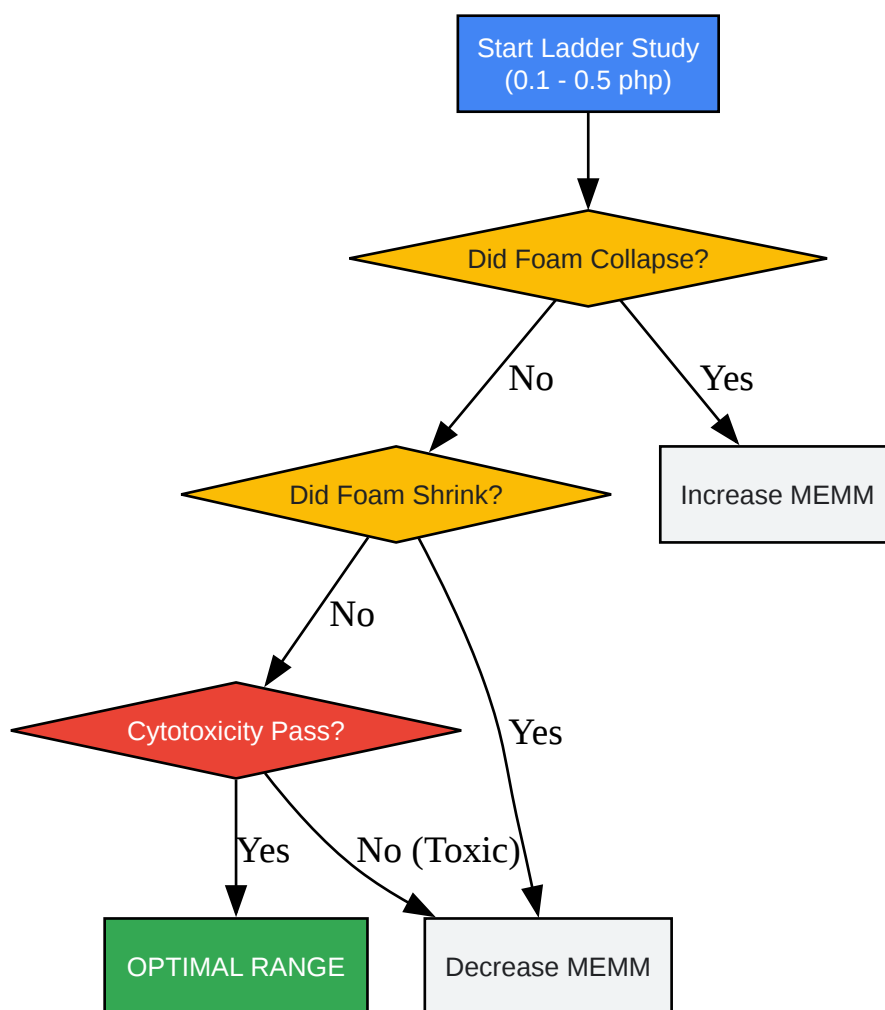 Start Ladder Study
(0.1 - 0.5 php)
Did Foam Collapse?
No
Yes
Did Foam Shrink?
Increase MEMM
No
Cytotoxicity Pass?
Yes
Yes
No (Toxic)
OPTIMAL RANGE
Decrease MEMM